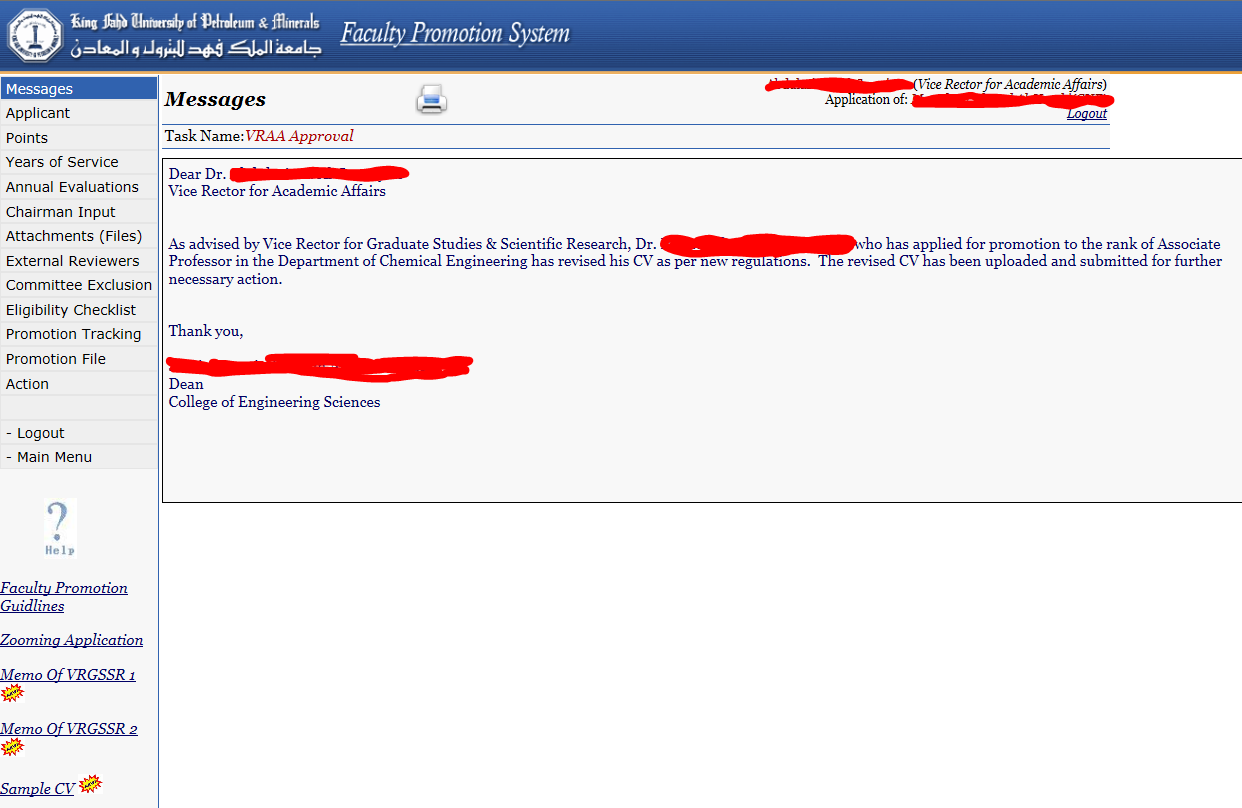 King Fahd University of Petroleum & Minerals
جامعة الملك فهد للبترول و المعادن
Faculty Promotion System
Messages
Applicant
Points
Years of Service
Annual Evaluations
Chairman Input
Attachments (Files)
External Reviewers
Committee Exclusion
Eligibility Checklist
Promotion Tracking
Promotion File
Action
- Logout
- Main Menu
Help
Faculty Promotion
Guidlines
Zooming Application
Memo Of VRGSSR 1
Memo Of VRGSSR 2
Sample CV
Messages
(Vice Rector for Academic Affairs)
Application of:
Logout
Task Name:VRAA Approval
Dear Dr.
Vice Rector for Academic Affairs
As advised by Vice Rector for Graduate Studies & Scientific Research, Dr. who has applied for promotion to the rank of Associate
Professor in the Department of Chemical Engineering has revised his CV as per new regulations. The revised CV has been uploaded and submitted for further
necessary action.
Thank you,
Dean
College of Engineering Sciences